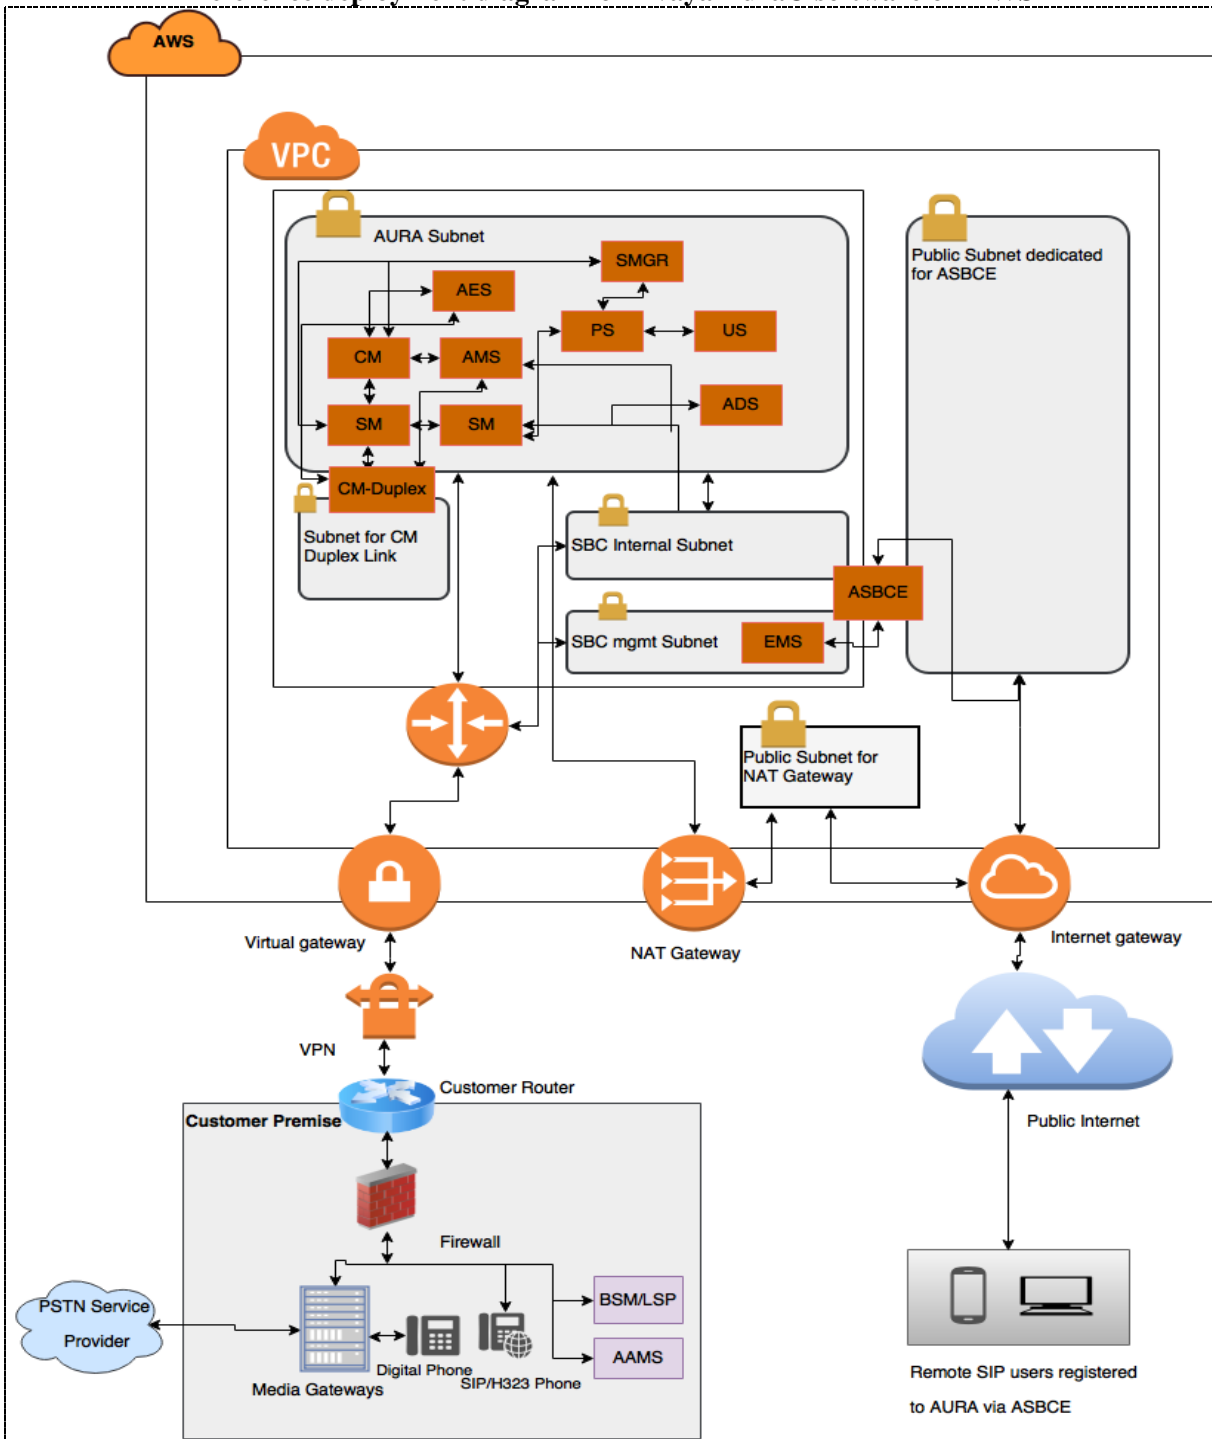 AWS
VPC
AURA Subnet
SMGR
AES
PS
US
CM
AMS
ADS
SM
SM
CM-Duplex
Subnet for CM
Duplex Link
SBC Internal Subnet
ASBCE
SBC mgmt Subnet
EMS
Public Subnet dedicated
for ASBCE
Public Subnet for
NAT Gateway
Virtual gateway
NAT Gateway
Internet gateway
VPN
Customer Router
Customer Premise
Public Internet
Firewall
PSTN Service
Provider
BSM/LSP
AAMS
Digital Phone
SIP/H323 Phone
Media Gateways
Remote SIP users registered
to AURA via ASBCE